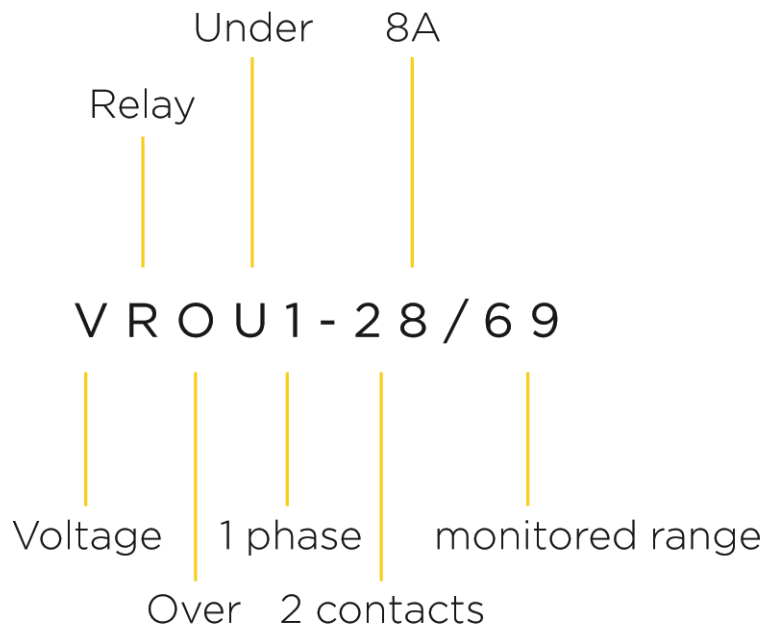 Under 8A
Relay
VROU1-28/69
Voltage 1 phase monitored range
Over 2 contacts